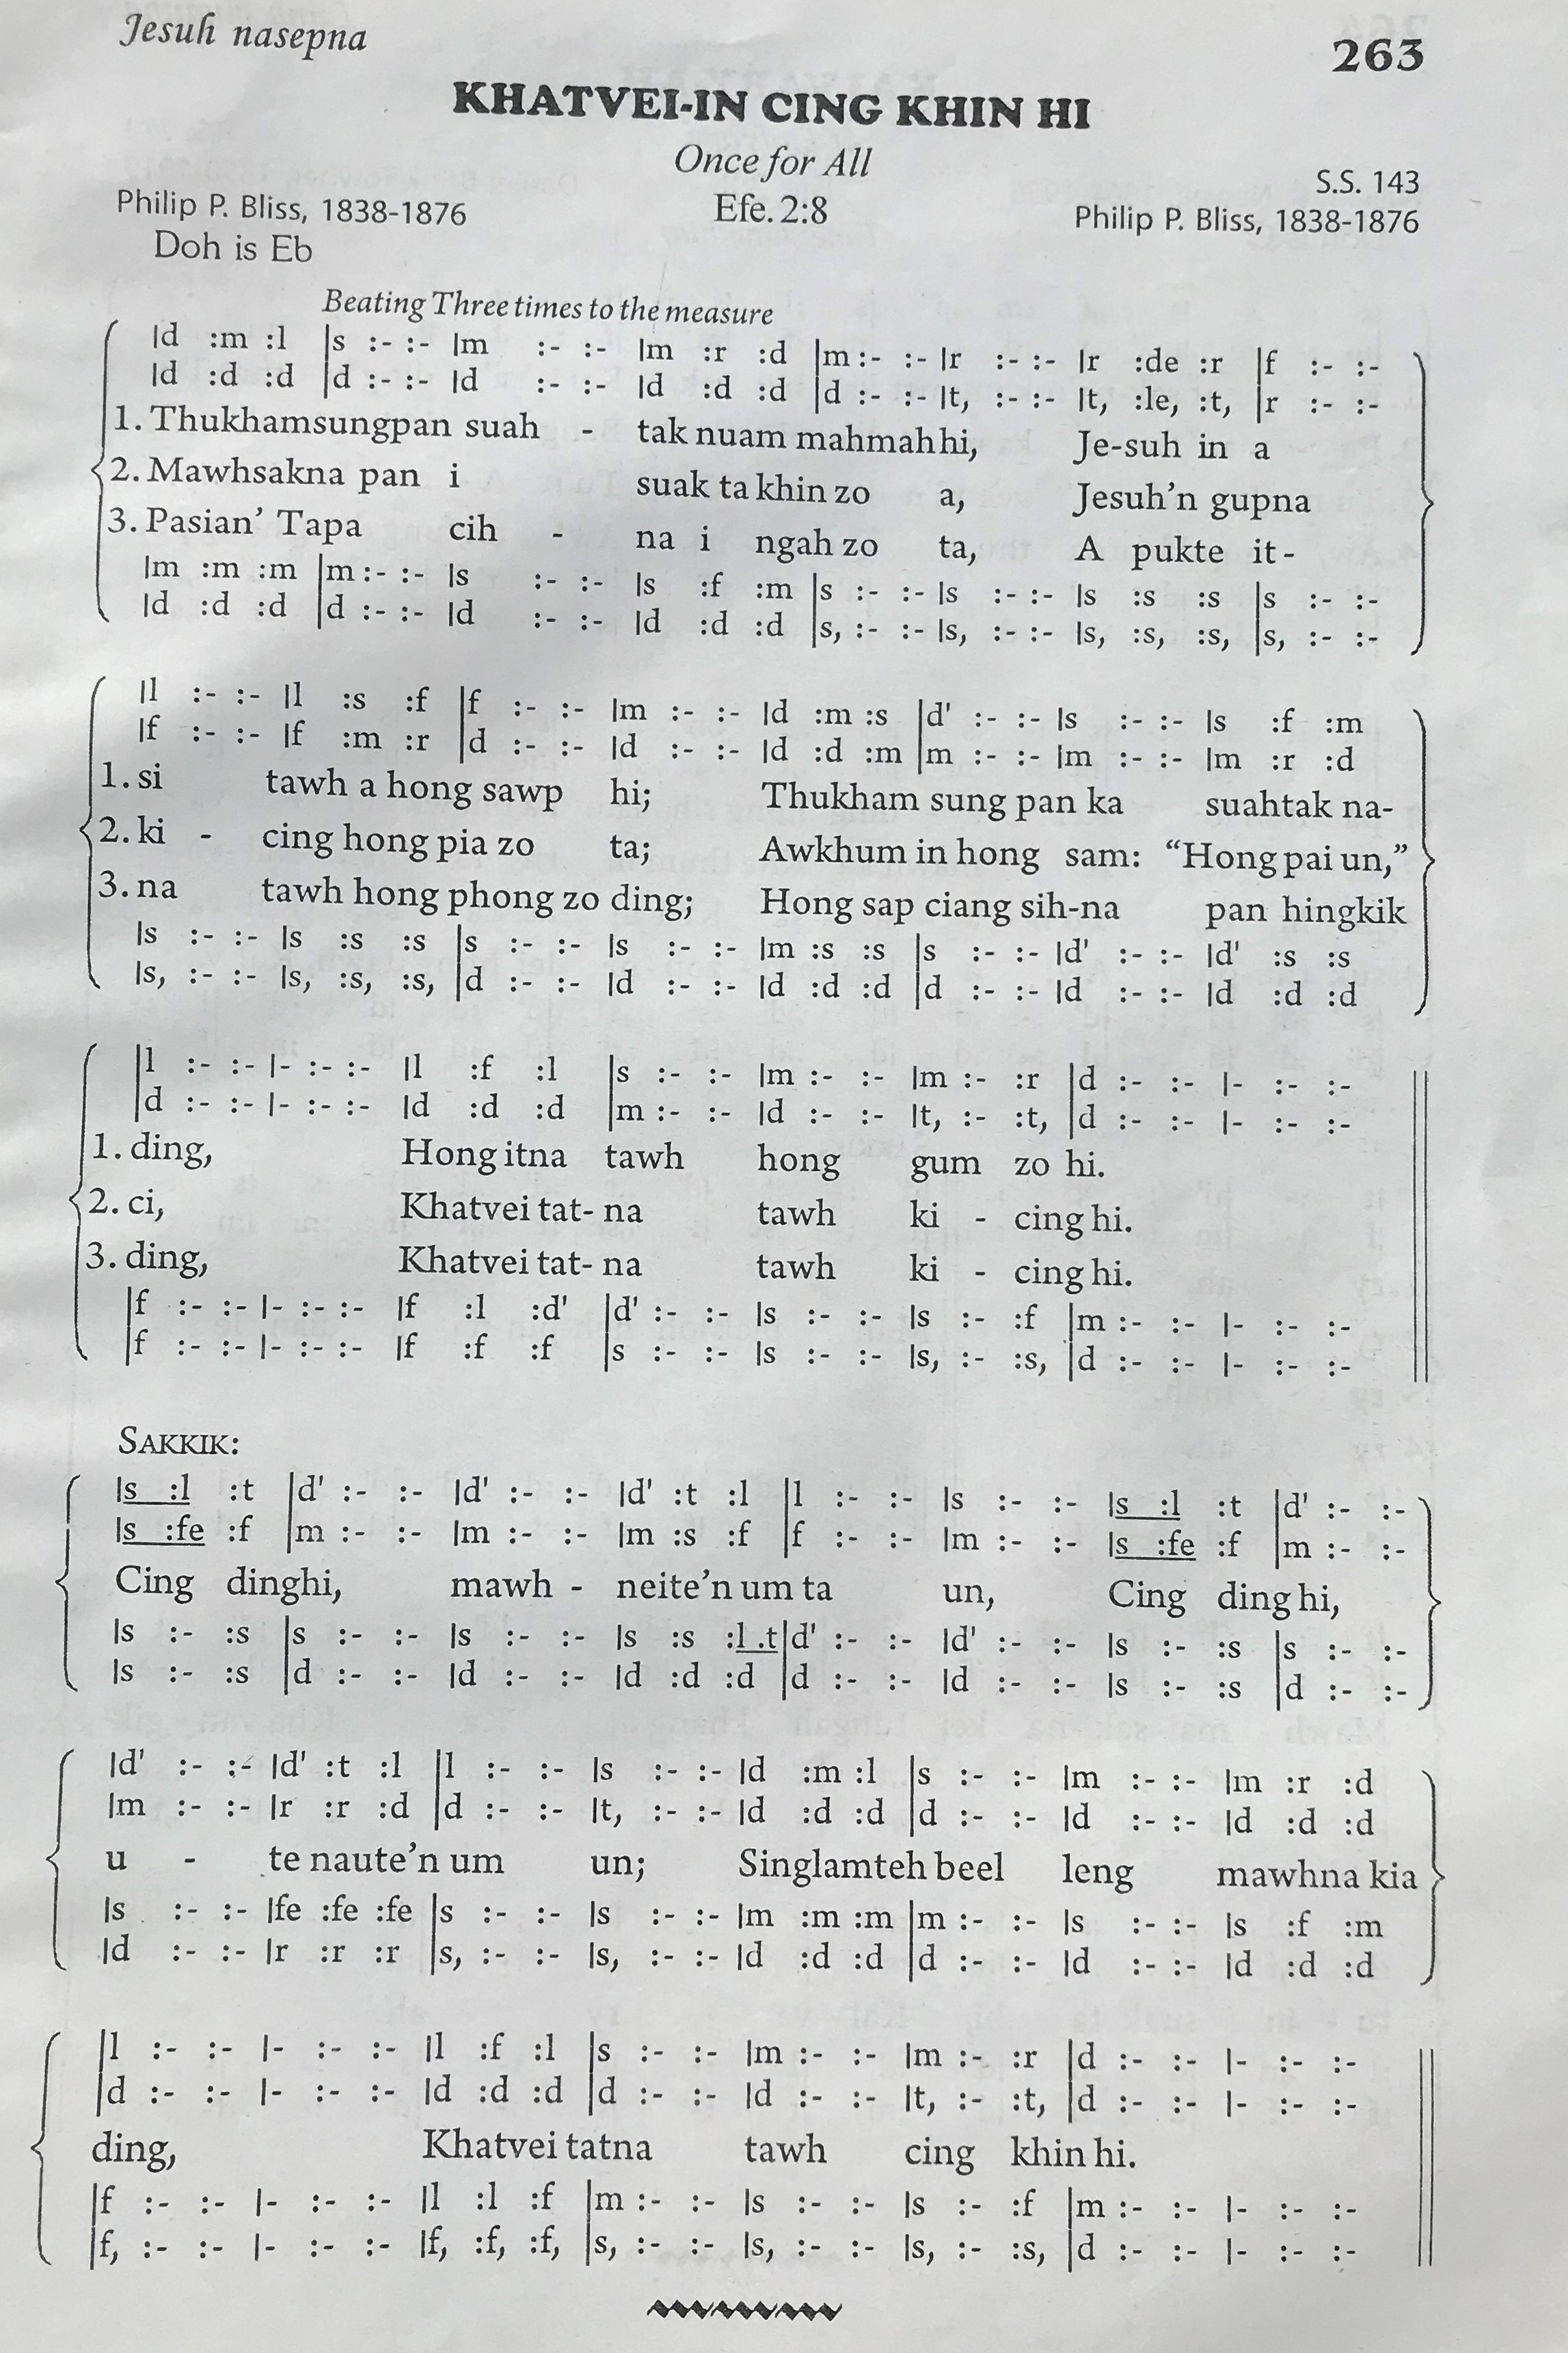 Jesuh nasepna
263
KHATVEI-IN CING KHIN HI
Once for All
S.S. 143
Philip P. Bliss, 1838-1876 Efe. 2:8 Philip P. Bliss, 1838-1876
Doh is Eb
Beating Three times to the measure
|d :m :l |s :- :- |m :- :- |m :r :d |m :- :- |r :- :- |r :de :r |f :- :-
|d :d :d |d :- :- |d :- :- |d :d :d |d :- :- |t, :- :- |t, :le, :t, |r :- :-
1. Thukhamsungpan suah - tak nuam mahmah hi, Je-suh in a
2. Mawhsakna pan i suak ta khin zo a, Jesuh’n gupna
3. Pasian’ Tapa cih - na i ngah zo ta, A pukte it-
|m :m :m |m :- :- |s :- :- |s :f :m |s :- :- |s :- :- |s :s :s |s :- :-
|d :d :d |d :- :- |d :- :- |d :d :d |s, :- :- |s, :- :- |s, :s, :s, |s, :- :-
|l :- :- |l :s :f |f :- :- |m :- :- |d :m :s |d' :- :- |s :- :- |s :f :m
|f :- :- |f :m :r |d :- :- |d :- :- |d :d :m |m :- :- |m :- :- |m :r :d
1. si tawh a hong sawp hi; Thukham sung pan ka suahtak na-
2. ki - cing hong pia zo ta; Awkhum in hong sam: “Hong pai un,”
3. na tawh hong phong zo ding; Hong sap ciang sih-na pan hingkik
|s :- :- |s :s :s |s :- :- |s :- :- |m :s :s |s :- :- |d' :- :- |d' :s :s
|s, :- :- |s, :s, :s, |d :- :- |d :- :- |d :d :d |d :- :- |d :- :- |d :d :d
|l :- :- |- :- :- |l :f :l |s :- :- |m :- :- |m :- :r |d :- :- |- :- :-
|d :- :- |- :- :- |d :d :d |m :- :- |d :- :- |t, :- :t, |d :- :- |- :- :-
1. ding, Hong itna tawh hong gum zo hi.
2. ci, Khatvei tat- na tawh ki - cing hi.
3. ding, Khatvei tat- na tawh ki - cing hi.
|f :- :- |- :- :- |f :l :d' |d' :- :- |s :- :- |s :- :f |m :- :- |- :- :-
|f :- :- |- :- :- |f :f :f |s :- :- |s :- :- |s, :- :s, |d :- :- |- :- :-
SAKKIK:
|s :l :t |d' :- :- |d' :- :- |d' :t :l |l :- :- |s :- :- |s :l :t |d' :- :-
|s :fe :f |m :- :- |m :- :- |m :s :f |f :- :- |m :- :- |s :fe :f |m :- :-
Cing dinghi, mawh - neite’n um ta un, Cing ding hi,
|s :- :s |s :- :- |s :- :- |s :s :l .t |d' :- :- |d' :- :- |s :- :s |s :- :-
|s :- :s |d :- :- |d :- :- |d :d :d |d :- :- |d :- :- |s :- :s |d :- :-
|d' :- :- |d' :t :l |l :- :- |s :- :- |d :m :l |s :- :- |m :- :- |m :r :d
|m :- :- |r :r :d |d :- :- |t, :- :- |d :d :d |d :- :- |d :- :- |d :d :d
u - te naute’n um un; Singlamteh beel leng mawhna kia
|s :- :- |fe :fe :fe |s :- :- |s :- :- |m :m :m |m :- :- |s :- :- |s :f :m
|d :- :- |r :r :r |s, :- :- |s, :- :- |d :d :d |d :- :- |d :- :- |d :d :d
|l :- :- |- :- :- |l :f :l |s :- :- |m :- :- |m :- :r |d :- :- |- :- :-
|d :- :- |- :- :- |d :d :d |d :- :- |d :- :- |t, :- :t, |d :- :- |- :- :-
ding, Khatvei tatna tawh cing khin hi.
|f :- :- |- :- :- |l :l :f |m :- :- |s :- :- |s :- :f |m :- :- |- :- :-
|f, :- :- |- :- :- |f, :f, :f, |s, :- :- |s, :- :- |s, :- :s, |d :- :- |- :- :-